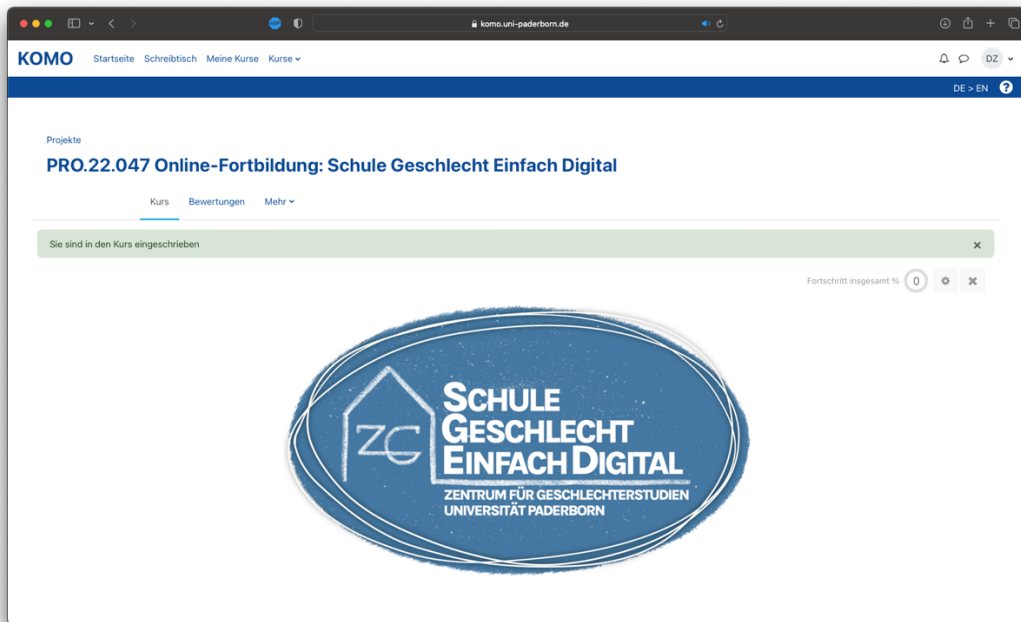 ABP
komo.uni-paderborn.de
KOMO Startseite Schreibtisch Meine Kurse Kurse DZ
DE > EN ?
Projekte
PRO.22.047 Online-Fortbildung: Schule Geschlecht Einfach Digital
Kurs Bewertungen Mehr
Sie sind in den Kurs eingeschrieben
Fortschritt insgesamt % 0
ZG
SCHULE
GESCHLECHT
EINFACH DIGITAL
ZENTRUM FÜR GESCHLECHTERSTUDIEN
UNIVERSITÄT PADERBORN